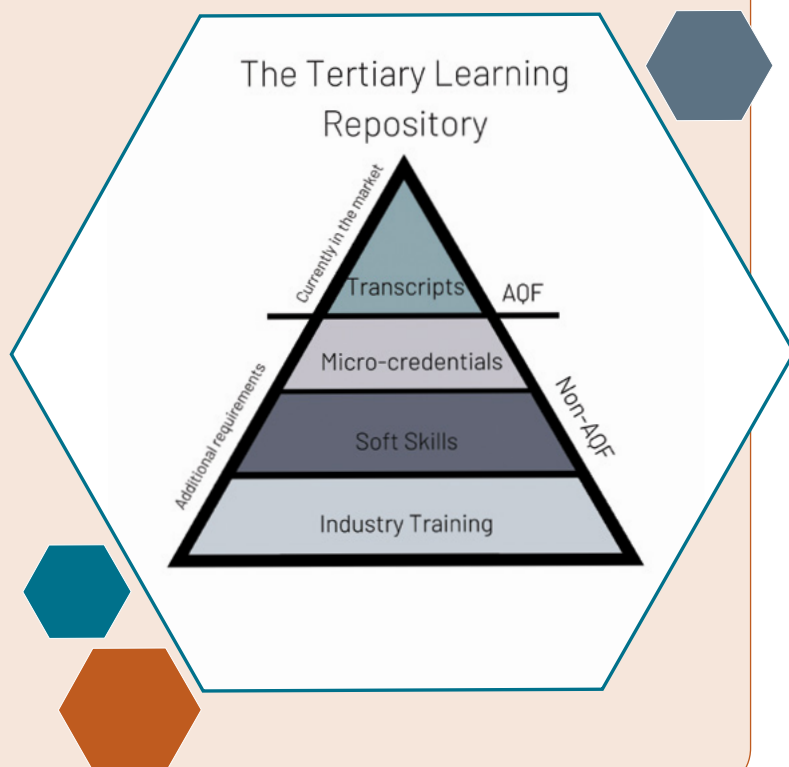 The Tertiary Learning
Repository
Currently in the market
Transcripts
AQF
Micro-credentials
Additional requirements
Non-AQF
Soft Skills
Industry Training